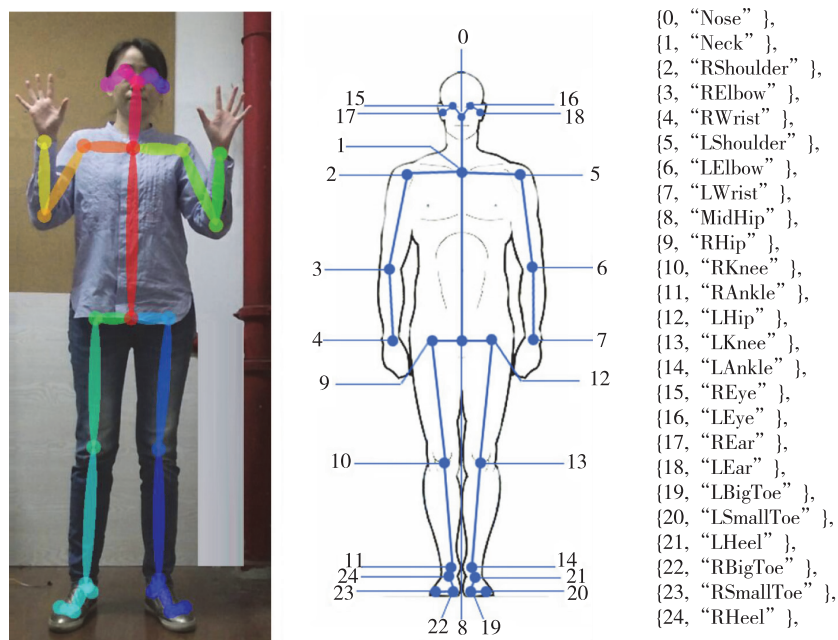 0
15
16
17
18
1
2
5
3
6
4
7
9
12
10
13
11
14
24
21
23
20
22
8
19
{0, “Nose” },
{1, “Neck” },
{2, “RShoulder” },
{3, “RElbow” },
{4, “RWrist” },
{5, “LShoulder” },
{6, “LElbow” },
{7, “LWrist” },
{8, “MidHip” },
{9, “RHip” },
{10, “RKnee” },
{11, “RAnkle” },
{12, “LHip” },
{13, “LKnee” },
{14, “LAnkle” },
{15, “REye” },
{16, “LEye” },
{17, “REar” },
{18, “LEar” },
{19, “LBigToe” },
{20, “LSmallToe” },
{21, “LHeel” },
{22, “RBigToe” },
{23, “RSmallToe” },
{24, “RHeel” },